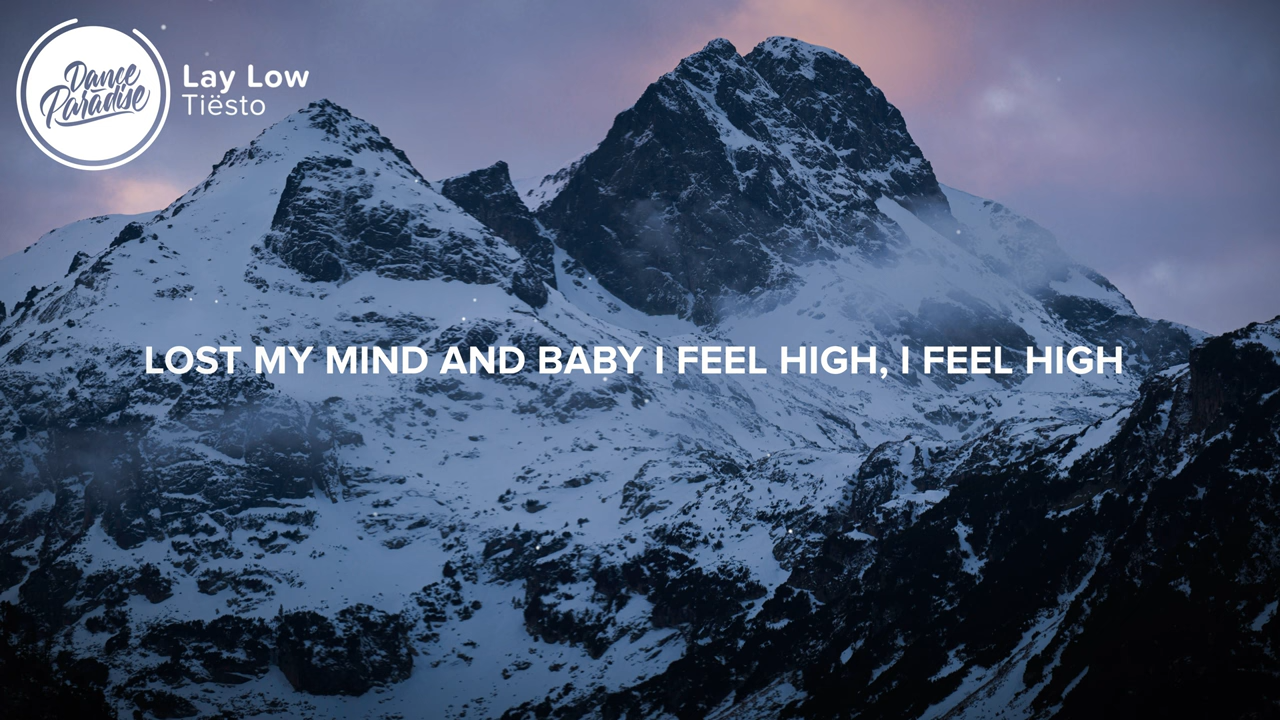 Dance
Paradise
Lay Low
Tiësto
LOST MY MIND AND BABY I FEEL HIGH, I FEEL HIGH